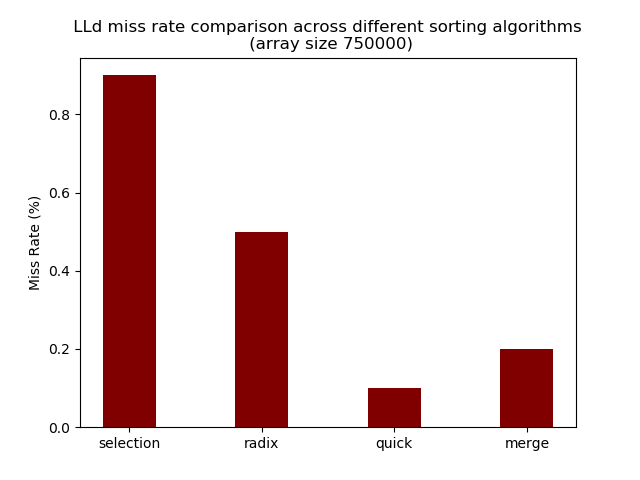 LLd miss rate comparison across different sorting algorithms
(array size 750000)
Miss Rate (%)
0.8
0.6
0.4
0.2
0.0
selection radix quick merge